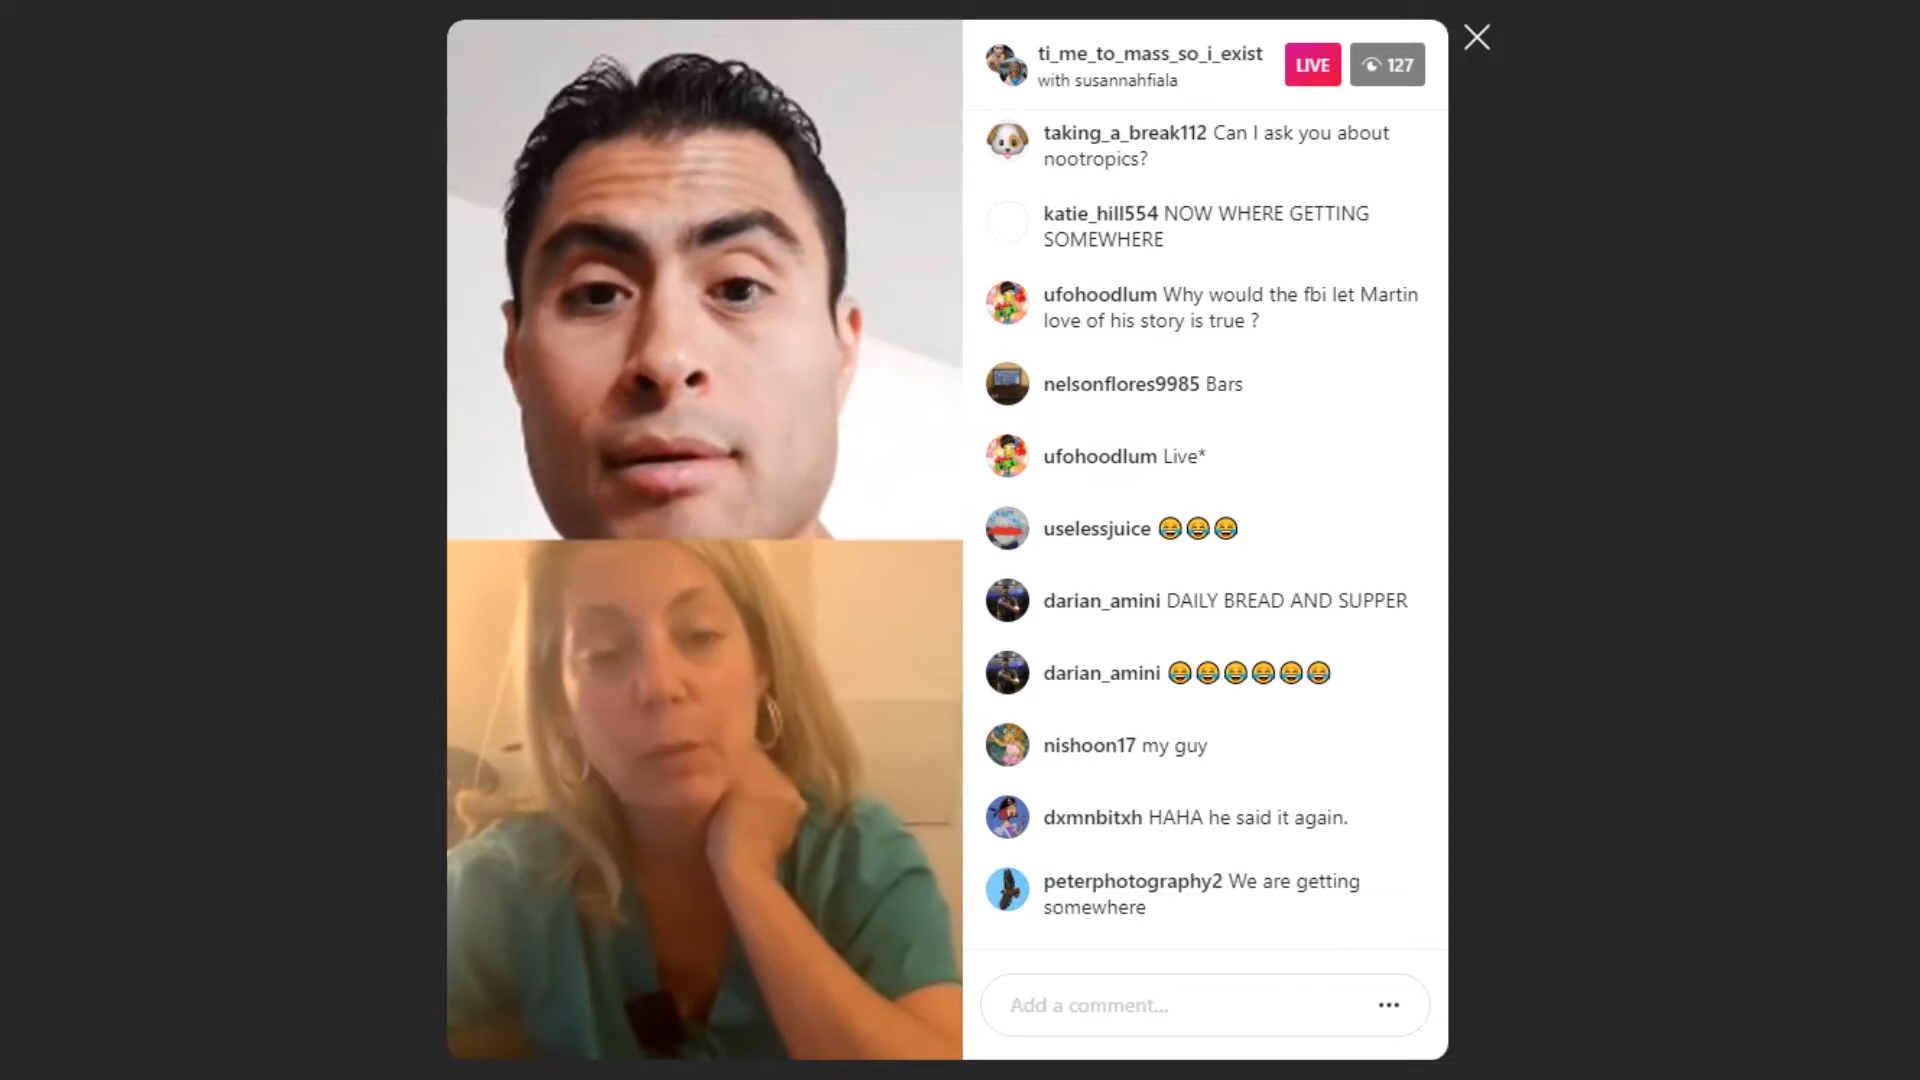 ti_me_to_mass_so_i_exist
with susannahfiala
LIVE
127
taking_a_break112 Can I ask you about
nootropics?
katie_hill554 NOW WHERE GETTING
SOMEWHERE
ufohoodlum Why would the fbi let Martin
love of his story is true ?
nelsonflores9985 Bars
ufohoodlum Live*
uselessjuice 😂😂😂
darian_amini DAILY BREAD AND SUPPER
darian_amini 😂😂😂😂😂😂
nishoon17 my guy
dxmnbitxh HAHA he said it again.
peterphotography2 We are getting
somewhere
Add a comment...